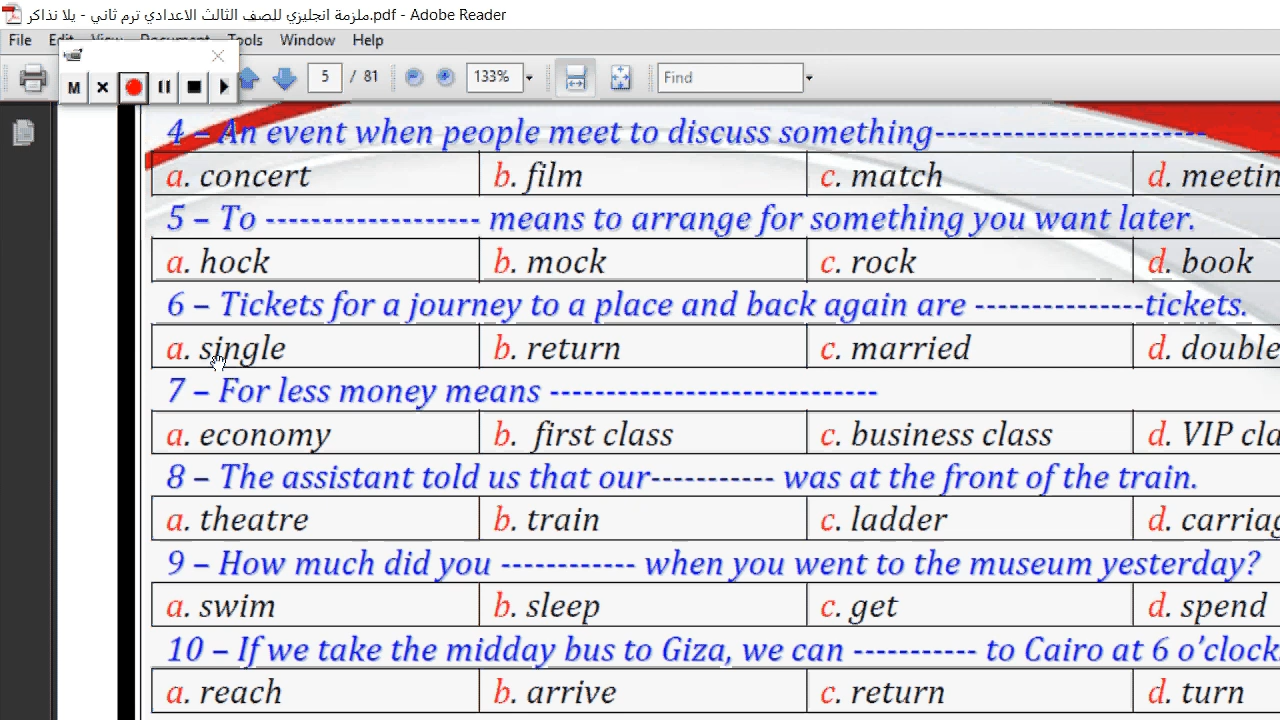 ملزمة انجليزي للصف الثالث الاعدادي ترم ثاني - يلا نذاكر.pdf - Adobe Reader
File Edit View Document Tools Window Help
M
5 / 81 133% Find
4 – An event when people meet to discuss something------------------------
a. concert b. film c. match d. meetin
5 – To ------------------- means to arrange for something you want later.
a. hock b. mock c. rock d. book
6 – Tickets for a journey to a place and back again are ---------------tickets.
a. single b. return c. married d. double
7 – For less money means -----------------------------
a. economy b. first class c. business class d. VIP cla
8 – The assistant told us that our----------- was at the front of the train.
a. theatre b. train c. ladder d. carriag
9 – How much did you ------------ when you went to the museum yesterday?
a. swim b. sleep c. get d. spend
10 – If we take the midday bus to Giza, we can ----------- to Cairo at 6 o’clock
a. reach b. arrive c. return d. turn